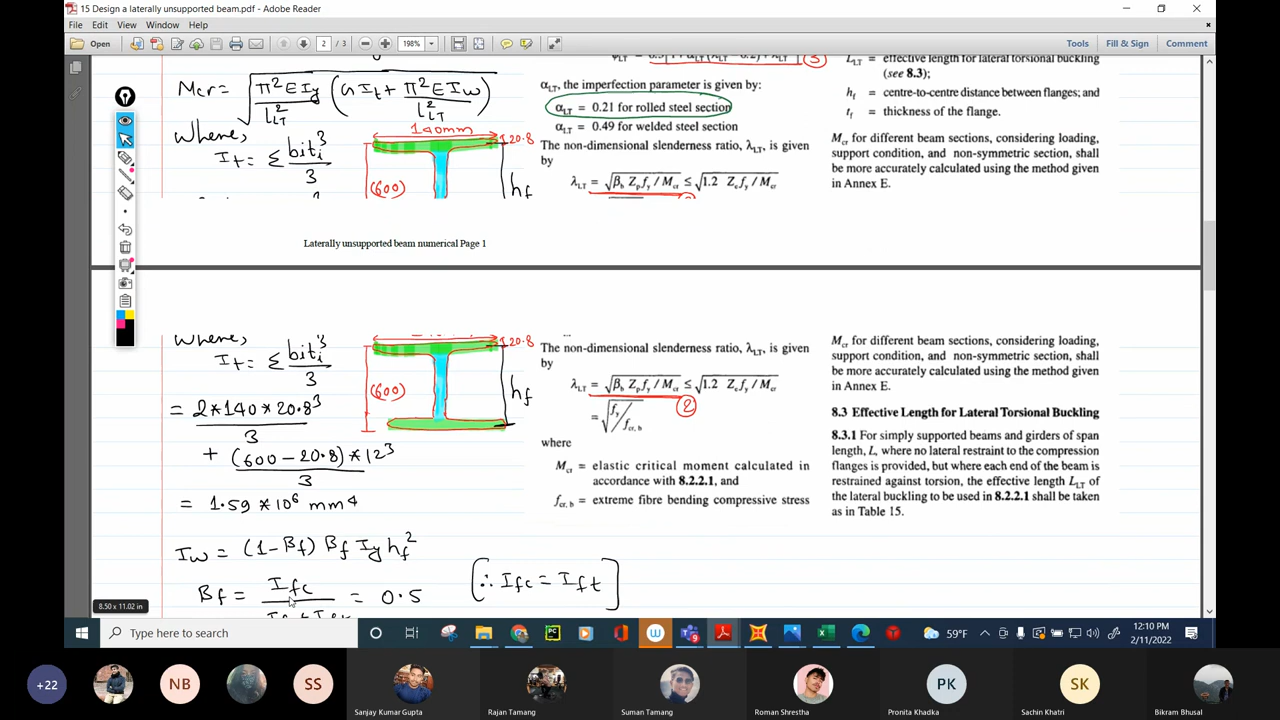 15 Design a laterally unsupported beam.pdf - Adobe Reader
File Edit View Window Help
Open 2 / 3 198% Tools Fill & Sign Comment
Mcr = √(π²EIy/L²LT (GIt + π²EIw/L²LT))
Where,
It = Σ biti³/3
140mm
20.8
(600)
hf
αLT, the imperfection parameter is given by:
αLT = 0.21 for rolled steel section
αLT = 0.49 for welded steel section
The non-dimensional slenderness ratio, λLT, is given
by
λLT = √(βb Zp fy / Mcr) ≤ √(1.2 Ze fy / Mcr)
LLT = effective length for lateral torsional buckling
(see 8.3);
hf = centre-to-centre distance between flanges; and
tf = thickness of the flange.
Mcr for different beam sections, considering loading,
support condition, and non-symmetric section, shall
be more accurately calculated using the method given
in Annex E.
Laterally unsupported beam numerical Page 1
Where,
It = Σ biti³/3
= 2*140*20.8³/3
+ (600-20.8)*12³/3
= 1.59*10⁶ mm4
Iw = (1-Bf) Bf Iy hf²
Bf = Ifc = 0.5
[∴ Ifc = Ift]
20.8
(600)
hf
The non-dimensional slenderness ratio, λLT, is given
by
λLT = √(βb Zp fy / Mcr) ≤ √(1.2 Ze fy / Mcr)
2
= √(fy/fcr, b)
where
Mcr = elastic critical moment calculated in
accordance with 8.2.2.1, and
fcr, b = extreme fibre bending compressive stress
Mcr for different beam sections, considering loading,
support condition, and non-symmetric section, shall
be more accurately calculated using the method given
in Annex E.
8.3 Effective Length for Lateral Torsional Buckling
8.3.1 For simply supported beams and girders of span
length, L, where no lateral restraint to the compression
flanges is provided, but where each end of the beam is
restrained against torsion, the effective length LLT of
the lateral buckling to be used in 8.2.2.1 shall be taken
as in Table 15.
8.50 x 11.02 in
Type here to search
59°F
12:10 PM
2/11/2022
+22 NB SS PK SK
Sanjay Kumar Gupta Rajan Tamang Suman Tamang Roman Shrestha Pronita Khadka Sachin Khatri Bikram Bhusal